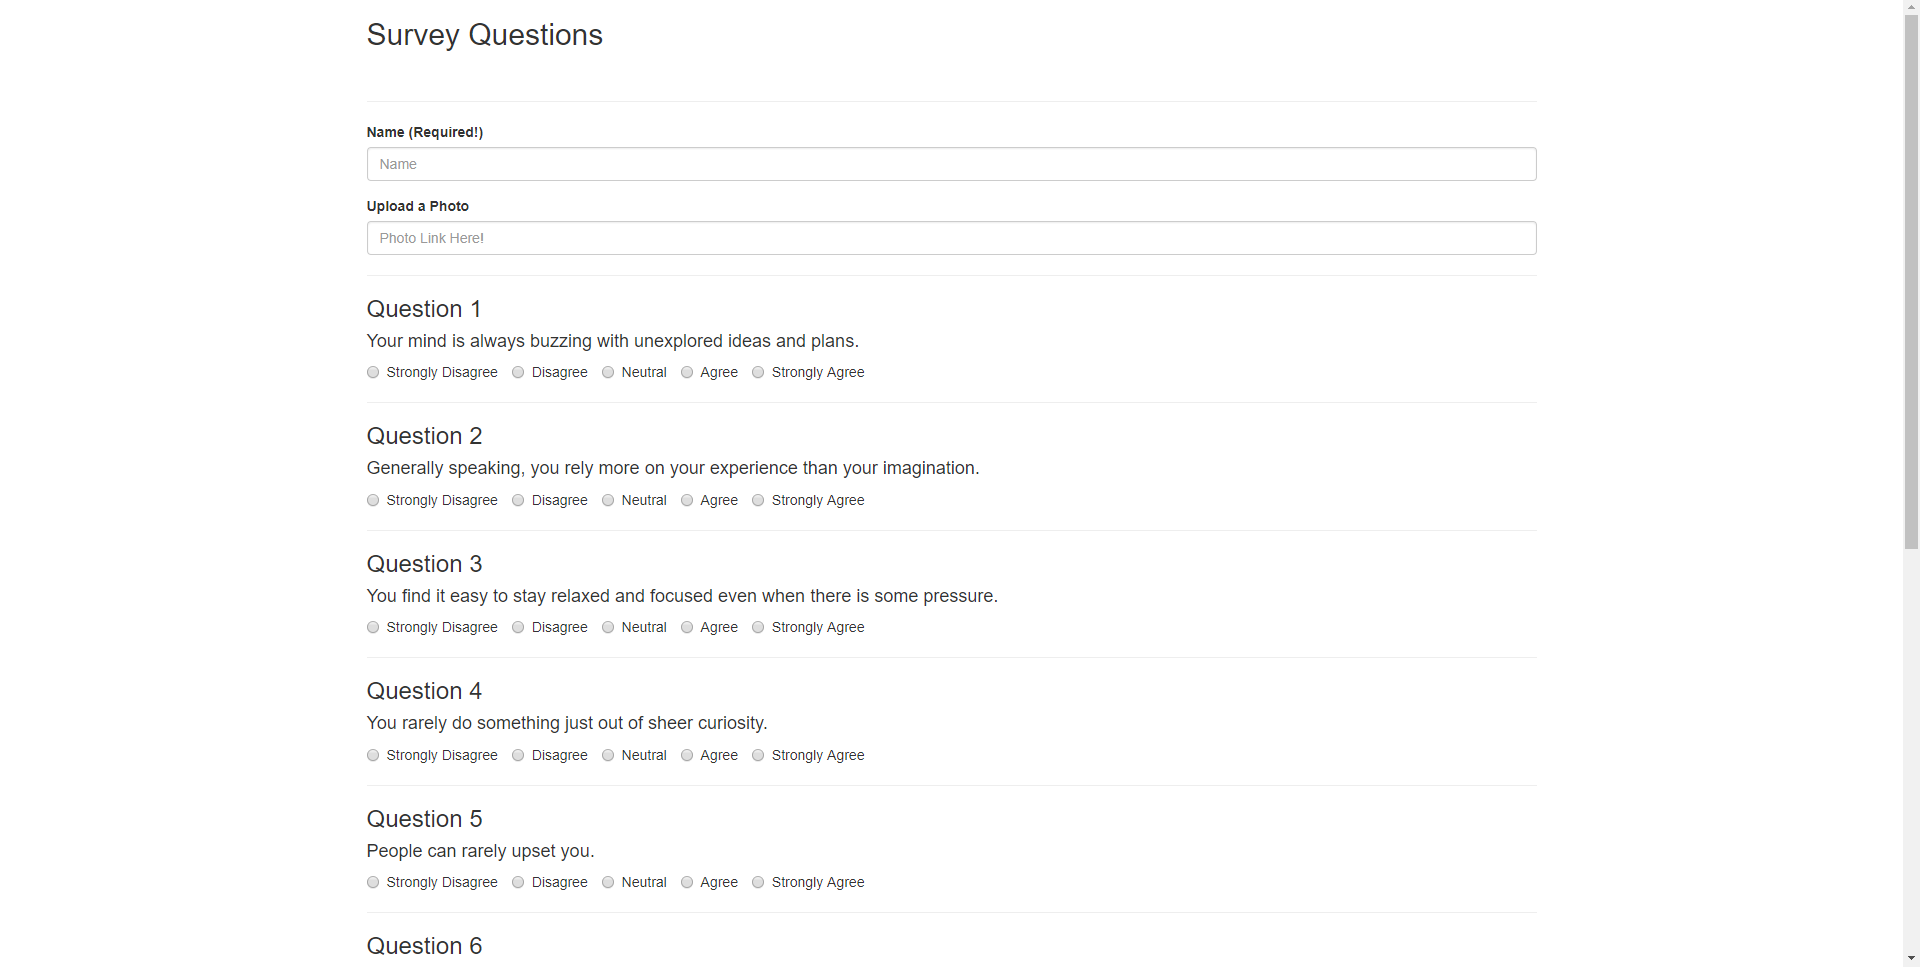 Survey Questions
Name (Required!)
Name
Upload a Photo
Photo Link Here!
Question 1
Your mind is always buzzing with unexplored ideas and plans.
Strongly Disagree Disagree Neutral Agree Strongly Agree
Question 2
Generally speaking, you rely more on your experience than your imagination.
Strongly Disagree Disagree Neutral Agree Strongly Agree
Question 3
You find it easy to stay relaxed and focused even when there is some pressure.
Strongly Disagree Disagree Neutral Agree Strongly Agree
Question 4
You rarely do something just out of sheer curiosity.
Strongly Disagree Disagree Neutral Agree Strongly Agree
Question 5
People can rarely upset you.
Strongly Disagree Disagree Neutral Agree Strongly Agree
Question 6